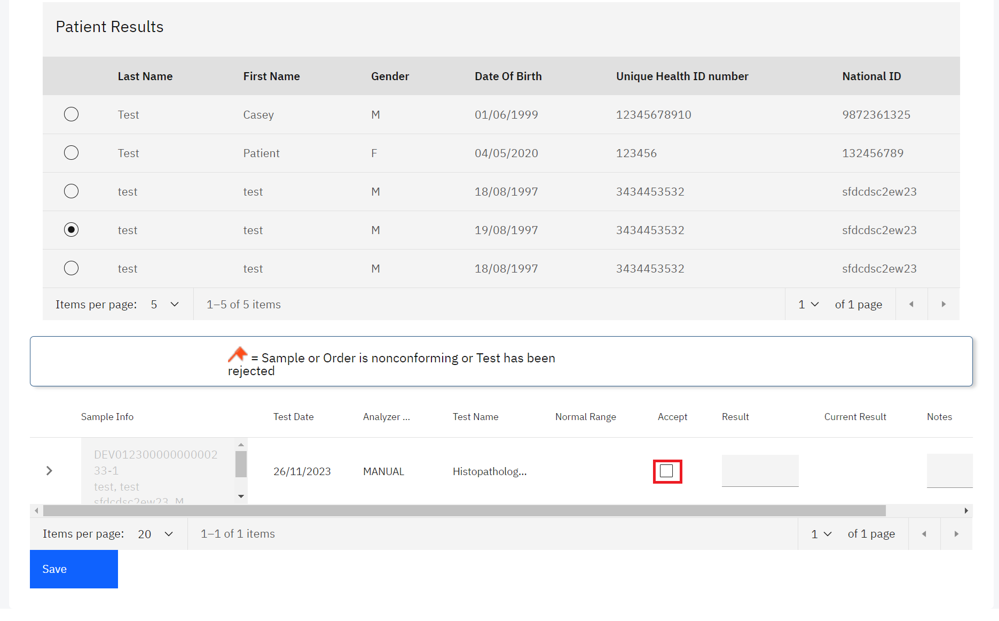 Patient Results
Last Name First Name Gender Date Of Birth Unique Health ID number National ID
Test Casey M 01/06/1999 12345678910 9872361325
Test Patient F 04/05/2020 123456 132456789
test test M 18/08/1997 3434453532 sfdcdsc2ew23
test test M 19/08/1997 3434453532 sfdcdsc2ew23
test test M 18/08/1997 3434453532 sfdcdsc2ew23
Items per page: 5 1–5 of 5 items 1 of 1 page
= Sample or Order is nonconforming or Test has been
rejected
Sample Info Test Date Analyzer ... Test Name Normal Range Accept Result Current Result Notes
DEV012300000000002
33-1
test, test
sfdcdsc2ew23, M
26/11/2023 MANUAL Histopatholog...
Items per page: 20 1–1 of 1 items 1 of 1 page
Save